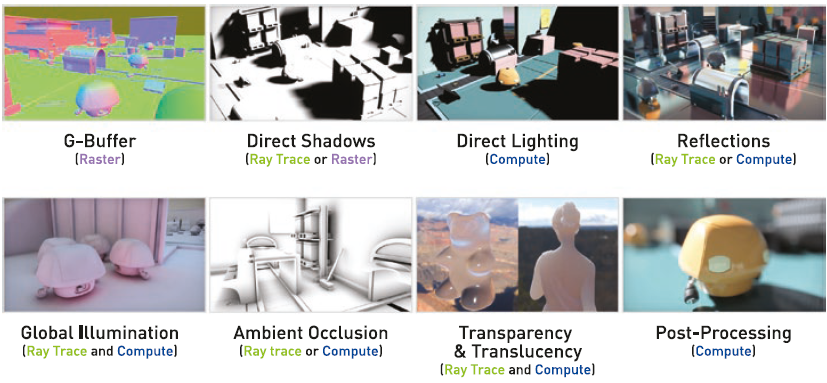 G-Buffer
(Raster)
Direct Shadows
(Ray Trace or Raster)
Direct Lighting
(Compute)
Reflections
(Ray Trace or Compute)
Global Illumination
(Ray Trace and Compute)
Ambient Occlusion
(Ray trace or Compute)
Transparency
& Translucency
(Ray Trace and Compute)
Post-Processing
(Compute)